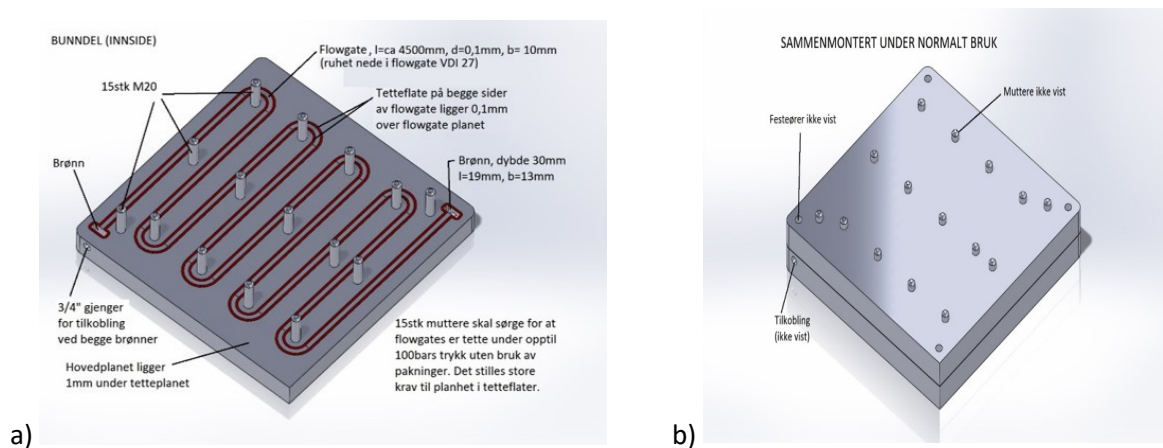 BUNNDEL (INNSIDE)
Flowgate , l=ca 4500mm, d=0,1mm, b= 10mm
(ruhet nede i flowgate VDI 27)
15stk M20
Tetteflate på begge sider
av flowgate ligger 0,1mm
over flowgate planet
Brønn
Brønn, dybde 30mm
l=19mm, b=13mm
3/4" gjenger
for tilkobling
ved begge brønner
Hovedplanet ligger
1mm under tetteplanet
15stk muttere skal sørge for at
flowgates er tette under opptil
100bars trykk uten bruk av
pakninger. Det stilles store
krav til planhet i tetteflater.
a)
SAMMENMONTERT UNDER NORMALT BRUK
Muttere ikke vist
Festeører ikke vist
Tilkobling
(ikke vist)
b)